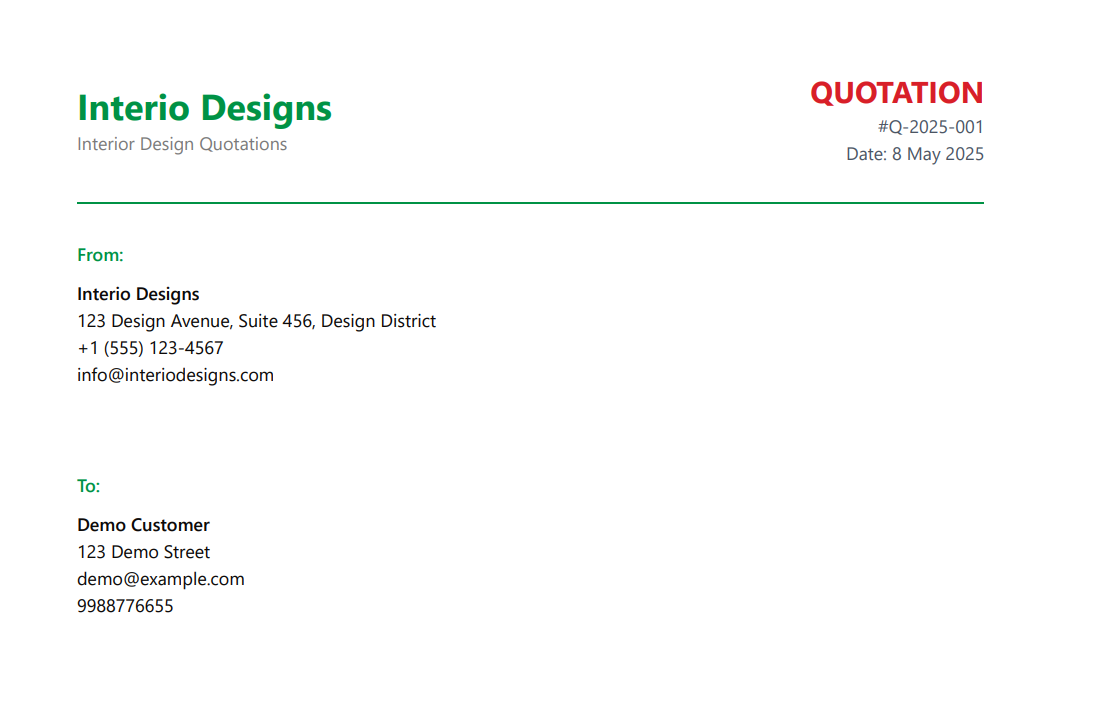 Interio Designs
Interior Design Quotations
QUOTATION
#Q-2025-001
Date: 8 May 2025
From:
Interio Designs
123 Design Avenue, Suite 456, Design District
+1 (555) 123-4567
info@interiodesigns.com
To:
Demo Customer
123 Demo Street
demo@example.com
9988776655